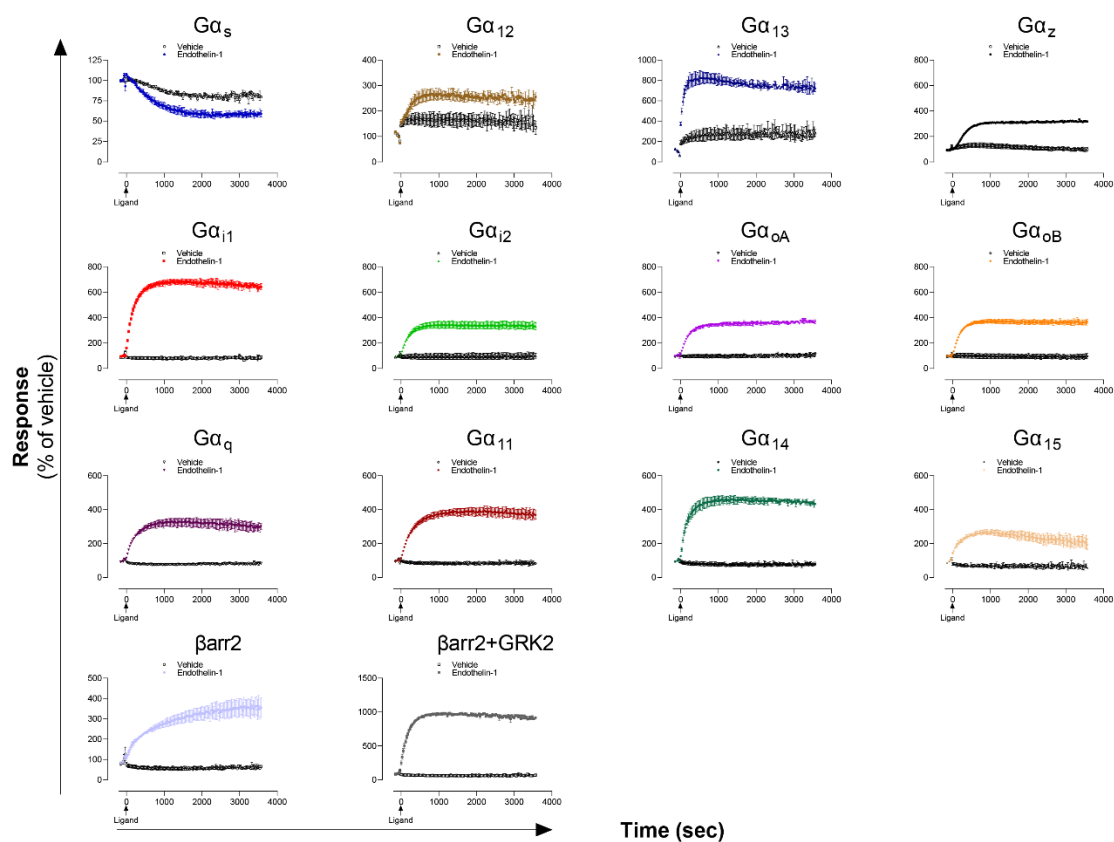 Gαs Gα12 Gα13 Gαz
Vehicle Vehicle Vehicle Vehicle
Endothelin-1 Endothelin-1 Endothelin-1 Endothelin-1
125 100 75 50 25 0
400 300 200 100 0
1000 800 600 400 200 0
800 600 400 200 0
0 1000 2000 3000 4000 0 1000 2000 3000 4000 0 1000 2000 3000 4000 0 1000 2000 3000 4000
Ligand Ligand Ligand Ligand
Gαi1 Gαi2 GαoA GαoB
Vehicle Vehicle Vehicle Vehicle
Endothelin-1 Endothelin-1 Endothelin-1 Endothelin-1
800 600 400 200 0
800 600 400 200 0
800 600 400 200 0
800 600 400 200 0
0 1000 2000 3000 4000 0 1000 2000 3000 4000 0 1000 2000 3000 4000 0 1000 2000 3000 4000
Ligand Ligand Ligand Ligand
Response
(% of vehicle)
Gαq Gα11 Gα14 Gα15
Vehicle Vehicle Vehicle Vehicle
Endothelin-1 Endothelin-1 Endothelin-1 Endothelin-1
600 400 200 0
600 400 200 0
600 400 200 0
600 400 200 0
0 1000 2000 3000 4000 0 1000 2000 3000 4000 0 1000 2000 3000 4000 0 1000 2000 3000 4000
Ligand Ligand Ligand Ligand
βarr2 βarr2+GRK2
Vehicle Vehicle
Endothelin-1 Endothelin-1
500 400 300 200 100 0
1500 1000 500 0
0 1000 2000 3000 4000 0 1000 2000 3000 4000
Ligand Ligand
Time (sec)